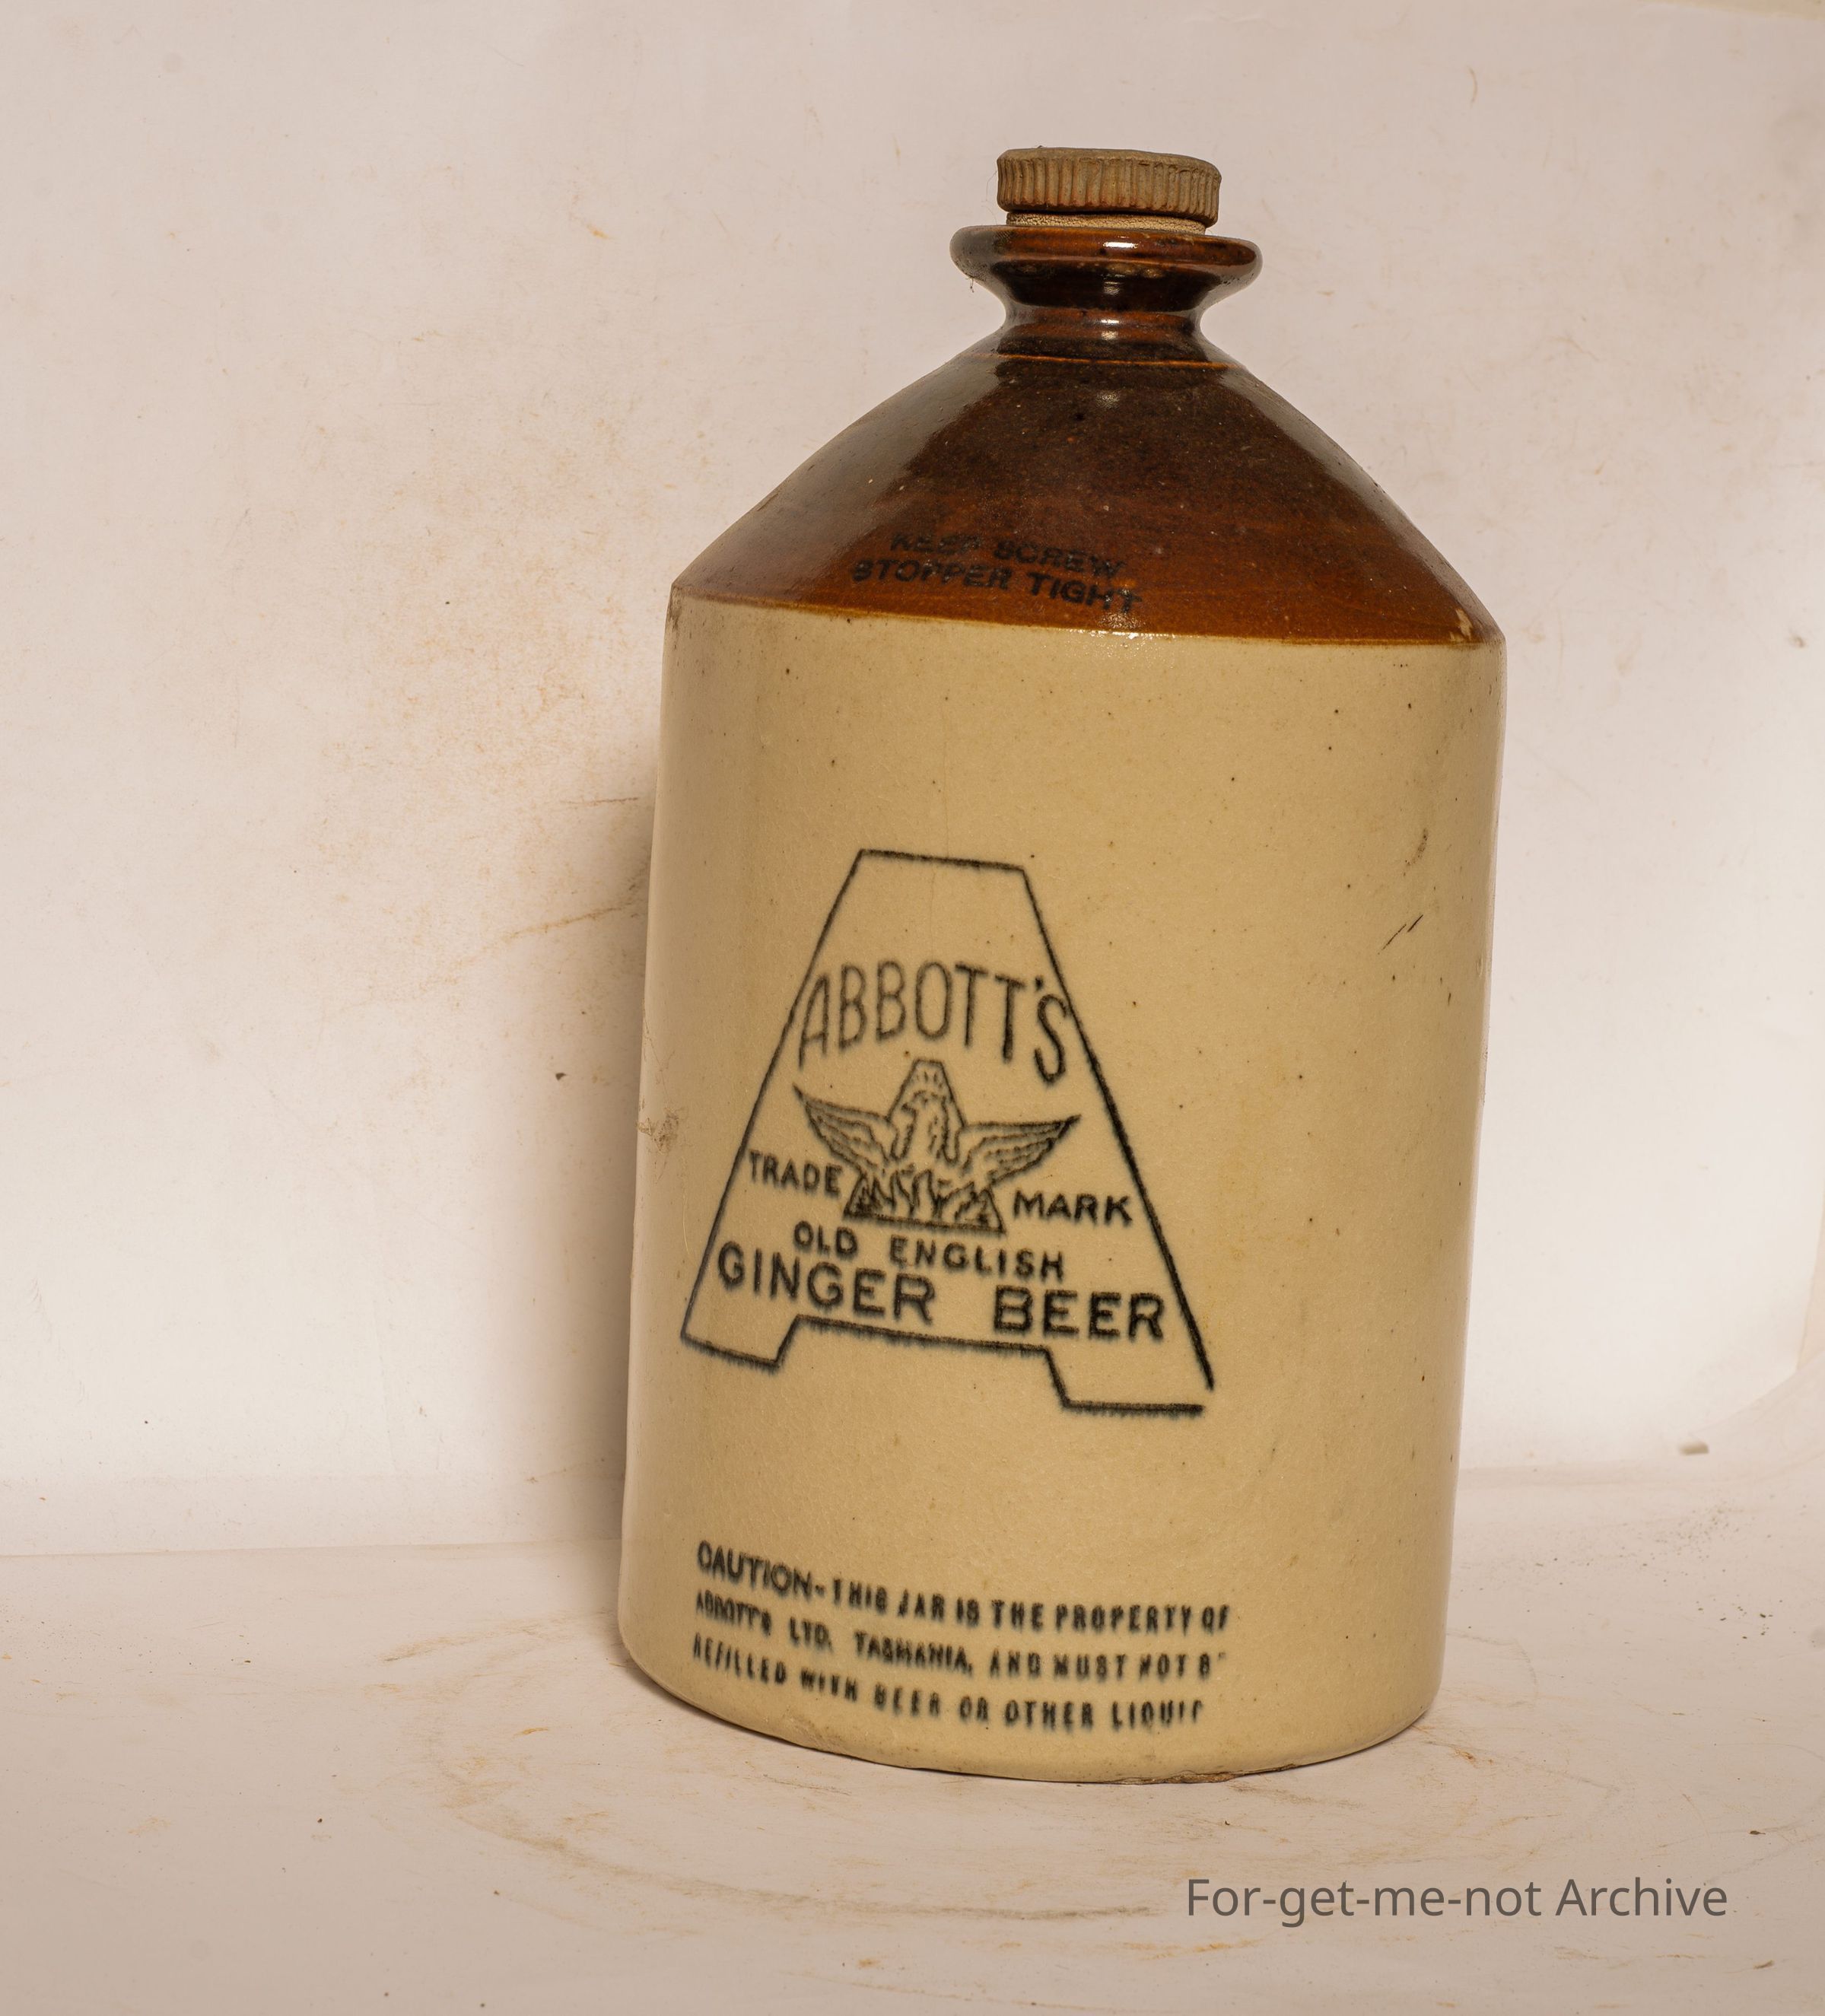 KEEP SCREW
STOPPER TIGHT
ABBOTT'S
TRADE MARK
OLD ENGLISH
GINGER BEER
CAUTION-THIS JAR IS THE PROPERTY OF
ABBOTT'S LTD. TASMANIA, AND MUST NOT B
REFILLED WITH BEER OR OTHER LIQUI
For-get-me-not Archive